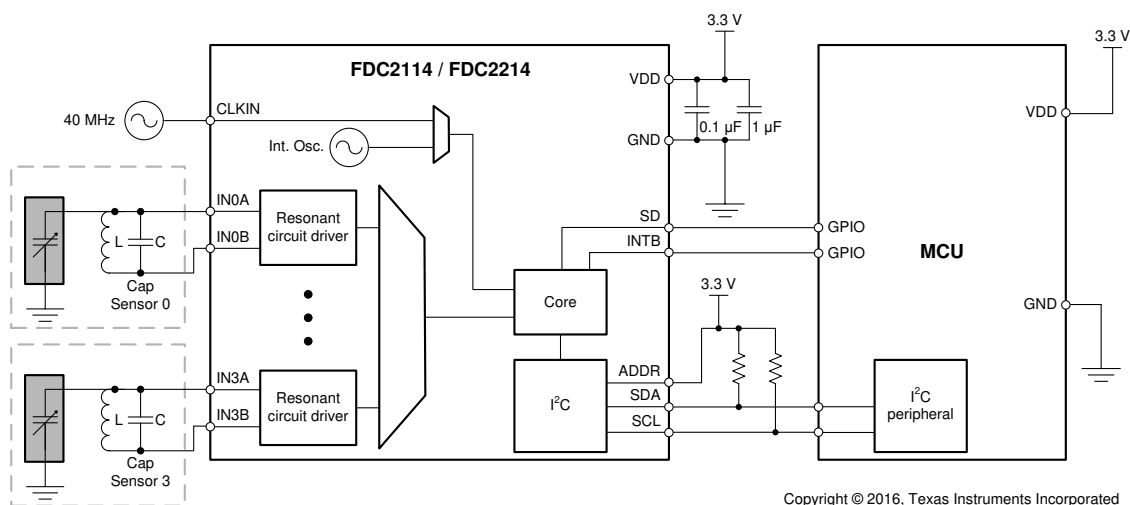 3.3 V
3.3 V
FDC2114 / FDC2214
VDD
CLKIN
40 MHz
0.1 µF
1 µF
VDD
Int. Osc.
GND
IN0A
Resonant
circuit driver
IN0B
L
C
Cap
Sensor 0
SD
GPIO
INTB
GPIO
MCU
Core
3.3 V
GND
IN3A
Resonant
circuit driver
IN3B
L
C
Cap
Sensor 3
ADDR
I²C
SDA
SCL
I²C
peripheral
Copyright © 2016, Texas Instruments Incorporated